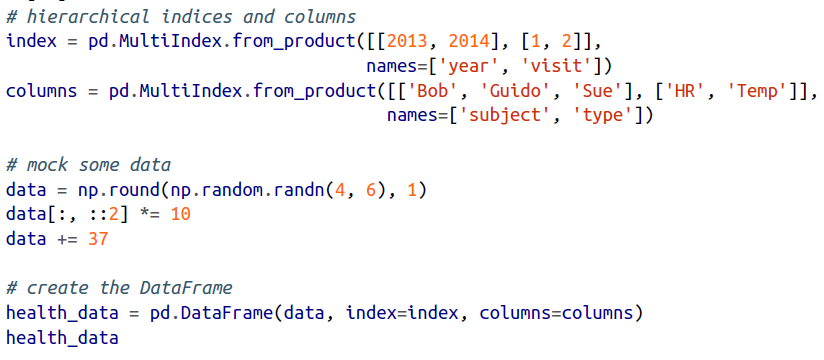 # hierarchical indices and columns
index = pd.MultiIndex.from_product([[2013, 2014], [1, 2]],
                                   names=['year', 'visit'])
columns = pd.MultiIndex.from_product([['Bob', 'Guido', 'Sue'], ['HR', 'Temp']],
                                     names=['subject', 'type'])

# mock some data
data = np.round(np.random.randn(4, 6), 1)
data[:, ::2] *= 10
data += 37

# create the DataFrame
health_data = pd.DataFrame(data, index=index, columns=columns)
health_data